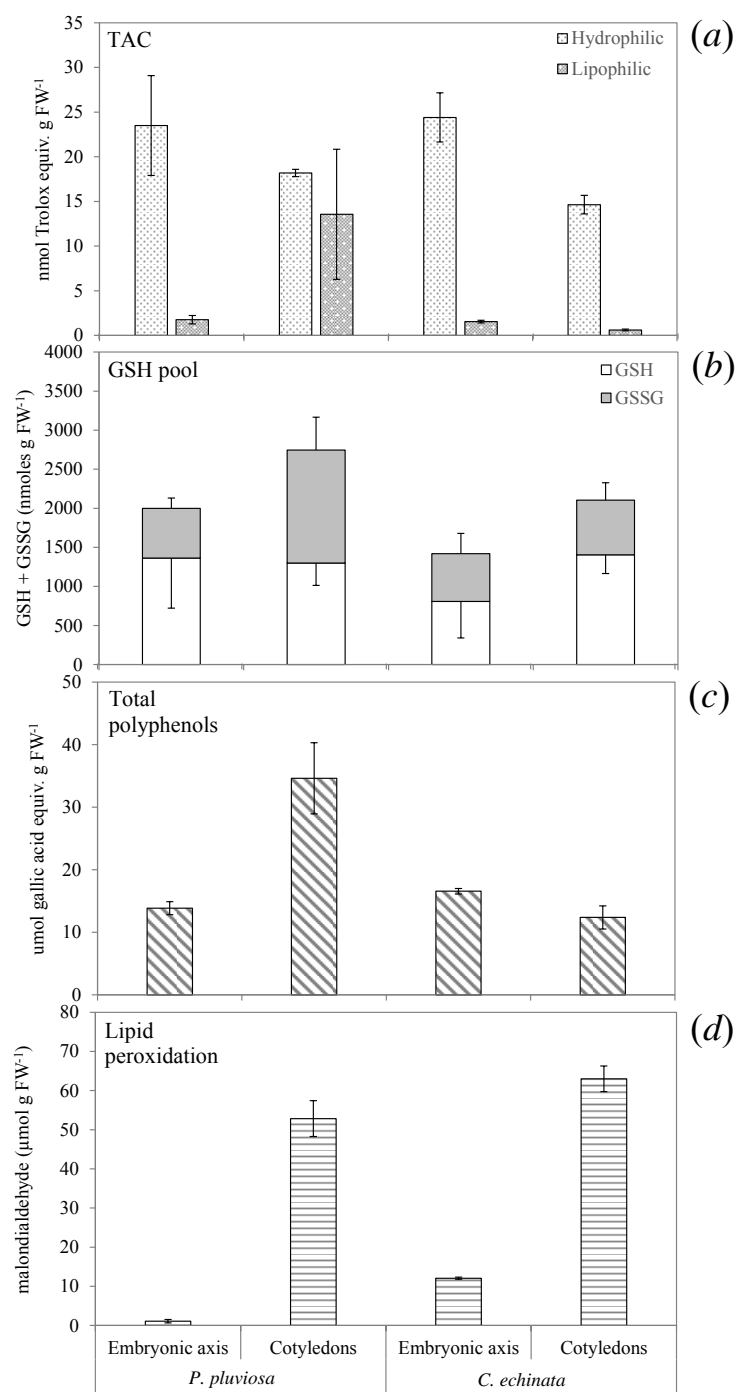 TAC
Hydrophilic
Lipophilic
(a)
35
30
25
20
15
10
5
0
nmol Trolox equiv. g FW-1
GSH pool
GSH
GSSG
(b)
4000
3500
3000
2500
2000
1500
1000
500
0
GSH + GSSG (nmoles g FW-1)
Total
polyphenols
(c)
50
40
30
20
10
0
umol gallic acid equiv. g FW-1
Lipid
peroxidation
(d)
80
70
60
50
40
30
20
10
0
malondialdehyde (µmol g FW-1)
Embryonic axis Cotyledons Embryonic axis Cotyledons
P. pluviosa C. echinata